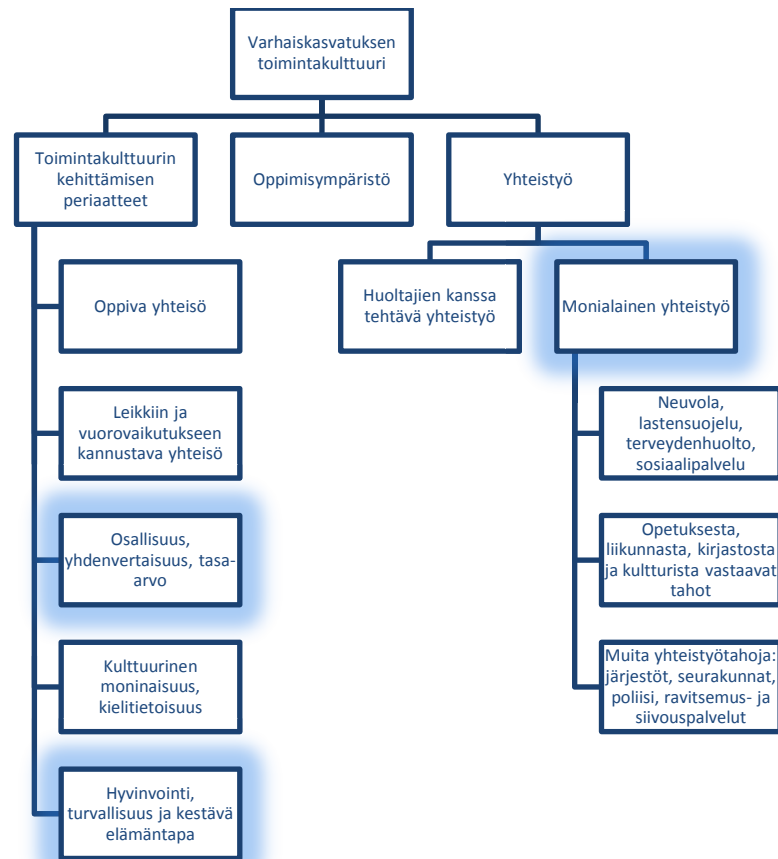 Varhaiskasvatuksen
toimintakulttuuri
Toimintakulttuurin
kehittämisen
periaatteet
Oppimisympäristö
Yhteistyö
Oppiva yhteisö
Leikkiin ja
vuorovaikutukseen
kannustava yhteisö
Osallisuus,
yhdenvertaisuus, tasa-
arvo
Kulttuurinen
moninaisuus,
kielitietoisuus
Hyvinvointi,
turvallisuus ja kestävä
elämäntapa
Huoltajien kanssa
tehtävä yhteistyö
Monialainen yhteistyö
Neuvola,
lastensuojelu,
terveydenhuolto,
sosiaalipalvelu
Opetuksesta,
liikunnasta, kirjastosta
ja kultturista vastaavat
tahot
Muita yhteistyötahoja:
järjestöt, seurakunnat,
poliisi, ravitsemus- ja
siivouspalvelut